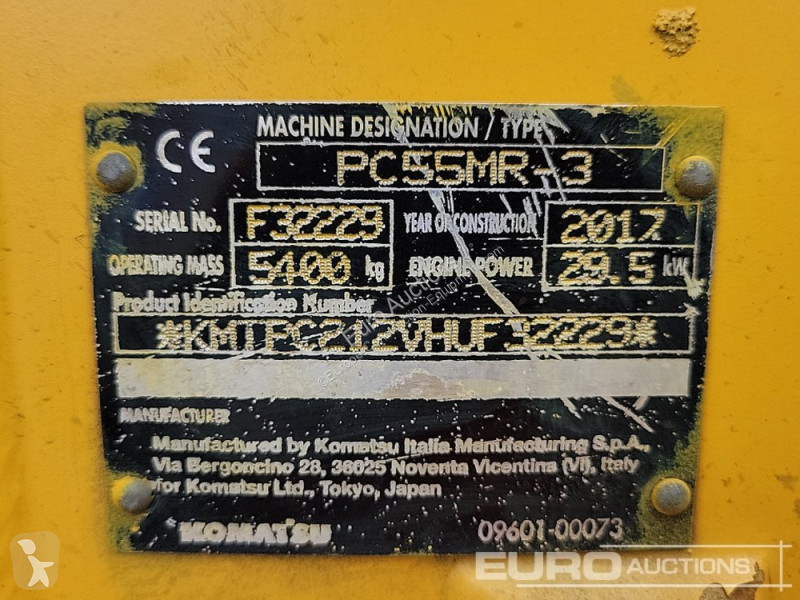 CE
MACHINE DESIGNATION / TYPE
PC55MR-3
SERIAL No. F32229 YEAR OF CONSTRUCTION 2017
OPERATING MASS 5400 kg ENGINE POWER 29.5 kW
Product Identification Number
*KMTPC212VHUF32229*
MANUFACTURER
Manufactured by Komatsu Italia Manufacturing S.p.A.,
Via Bergoncino 28, 36025 Noventa Vicentina (VI), Italy
for Komatsu Ltd., Tokyo, Japan
KOMATSU 09601-00073
EURO AUCTIONS